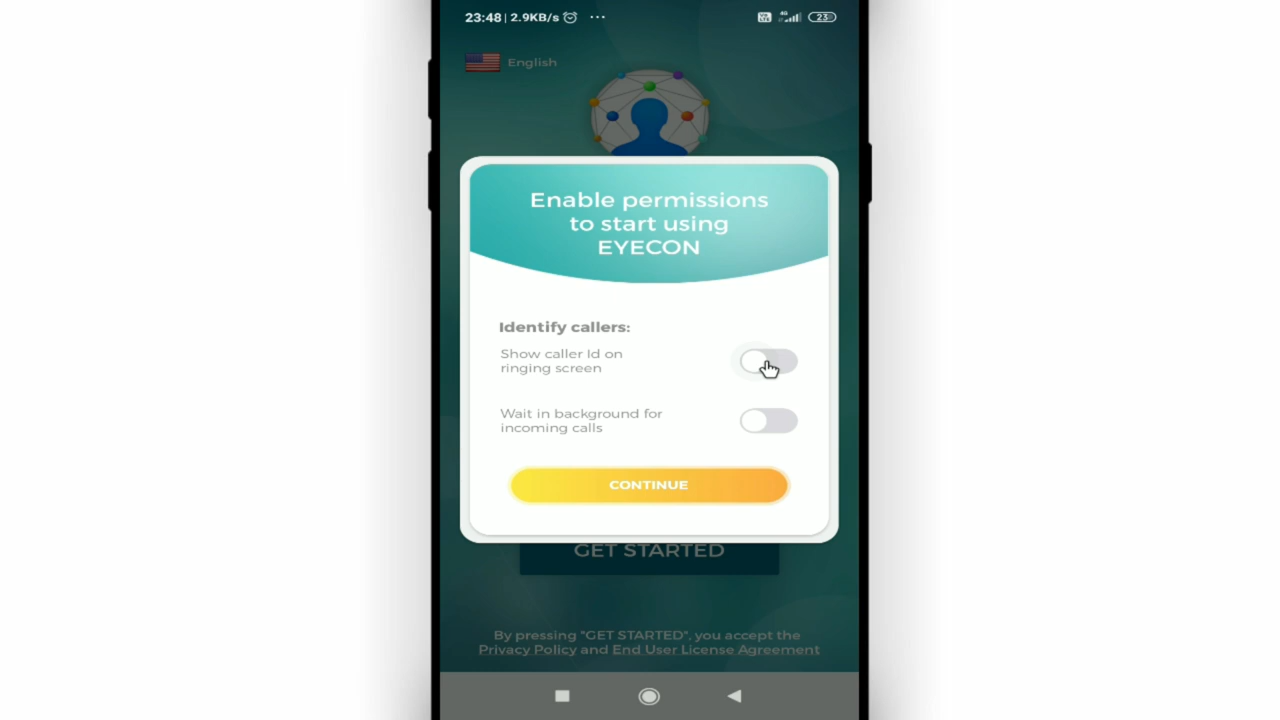 23:48 | 2.9KB/s ...
4G
23
English
Enable permissions
to start using
EYECON
Identify callers:
Show caller Id on
ringing screen
Wait in background for
incoming calls
CONTINUE
GET STARTED
By pressing "GET STARTED", you accept the
Privacy Policy and End User License Agreement